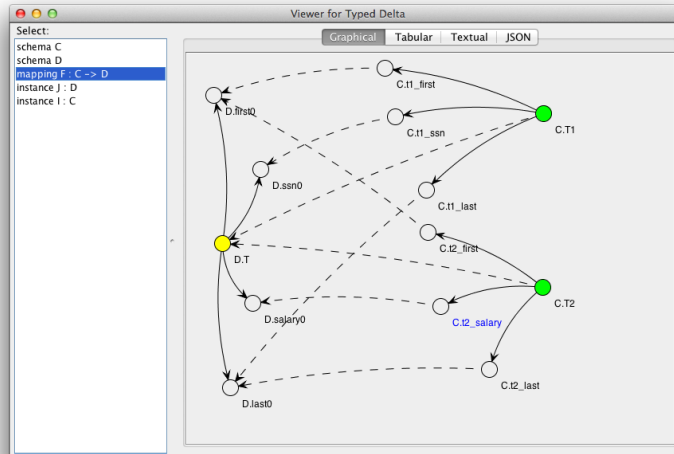 Viewer for Typed Delta
Select:
schema C
schema D
mapping F : C -> D
instance J : D
instance I : C
Graphical Tabular Textual JSON
C.t1_first
D.first0
C.T1
C.t1_ssn
D.ssn0
C.t1_last
C.t2_first
D.T
C.T2
D.salary0
C.t2_salary
C.t2_last
D.last0